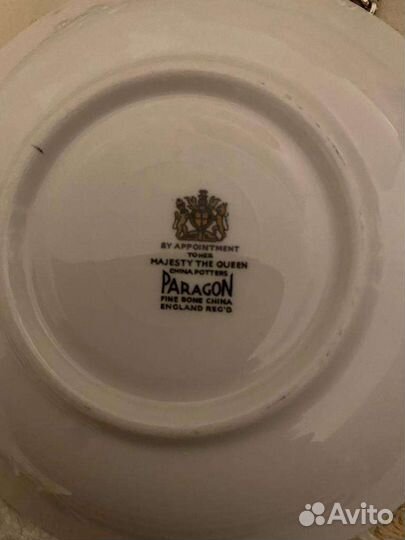 BY APPOINTMENT
TO HER
MAJESTY THE QUEEN
CHINA POTTERS
PARAGON
FINE BONE CHINA
ENGLAND REG'D
Avito